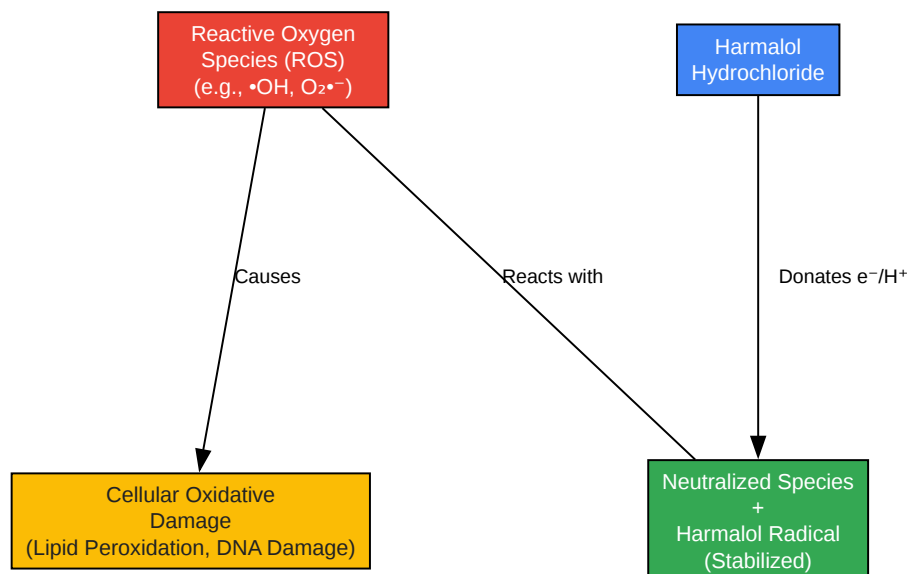 Reactive Oxygen
Species (ROS)
(e.g., •OH, O₂•⁻)
Harmalol
Hydrochloride
Causes
Reacts with
Donates e⁻/H⁺
Cellular Oxidative
Damage
(Lipid Peroxidation, DNA Damage)
Neutralized Species
+
Harmalol Radical
(Stabilized)